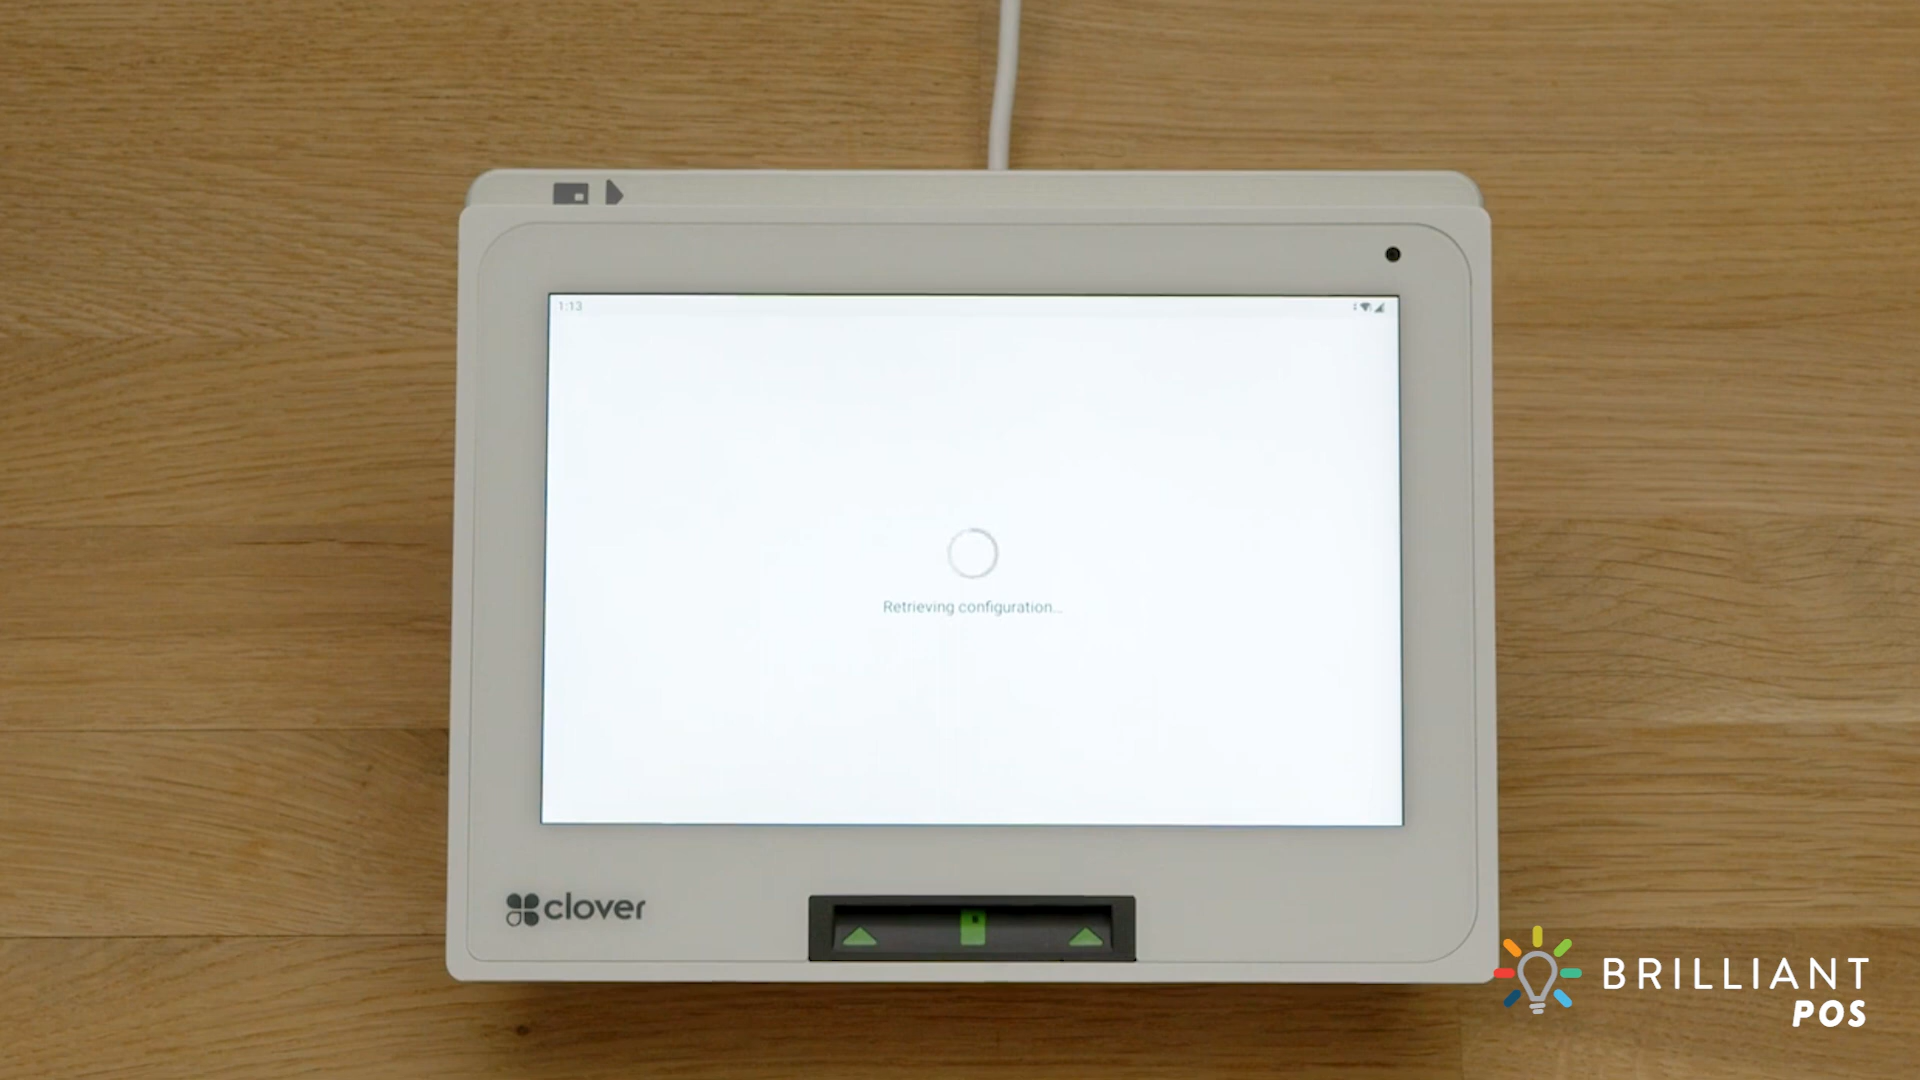 1:13
Retrieving configuration...
clover
BRILLIANT
POS